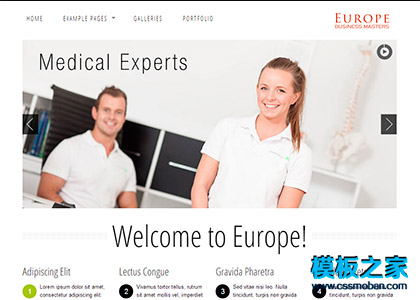 HOME EXAMPLE PAGES GALLERIES PORTFOLIO
EUROPE
BUSINESS MASTERS
Medical Experts
Welcome to Europe!
Adipiscing Elit Lectus Congue Gravida Pharetra
1 Lorem ipsum dolor sit amet, consectetur adipiscing elit.
2 Vivamus tortor tellus, rutrum ut mollis vel, imperdiet
3 Sed vitae nisi leo. Nulla tincidunt, turpis non gravida
4 tincidunt, turpis non gravida
模板之家
www.cssmoban.com